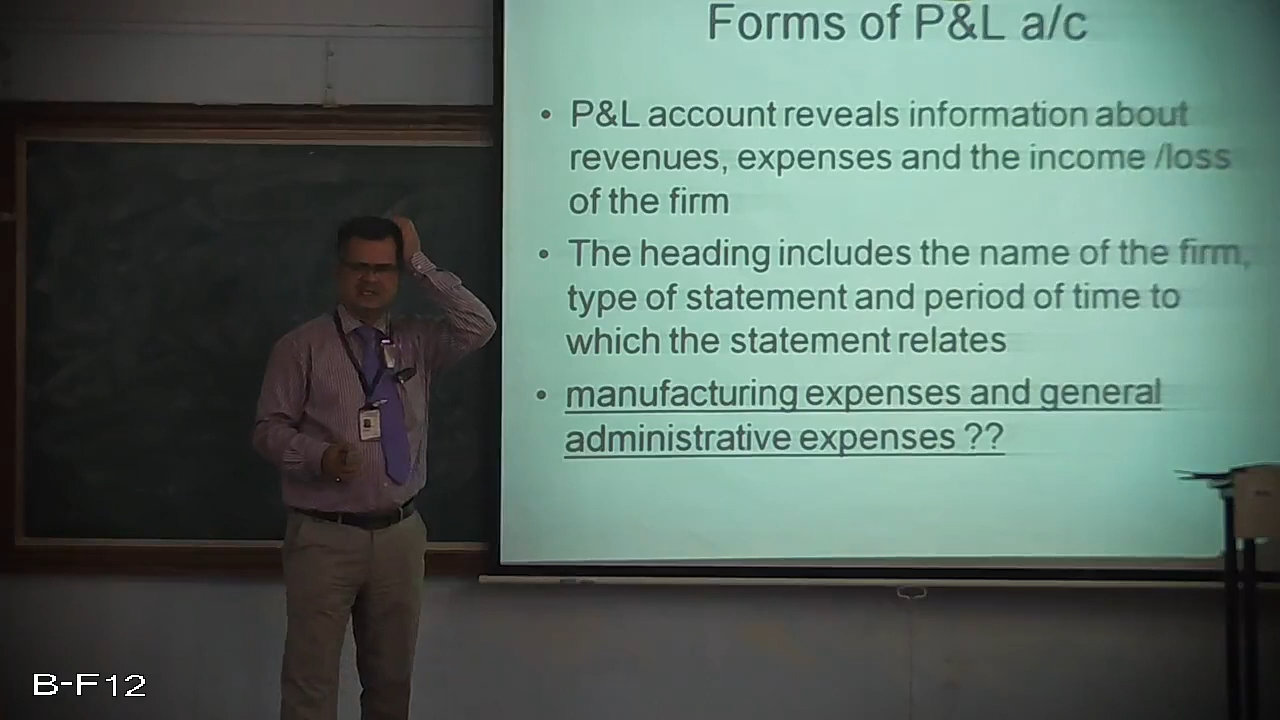 Forms of P&L a/c
• P&L account reveals information about
revenues, expenses and the income /loss
of the firm
• The heading includes the name of the firm,
type of statement and period of time to
which the statement relates
• manufacturing expenses and general
administrative expenses ??
B-F12